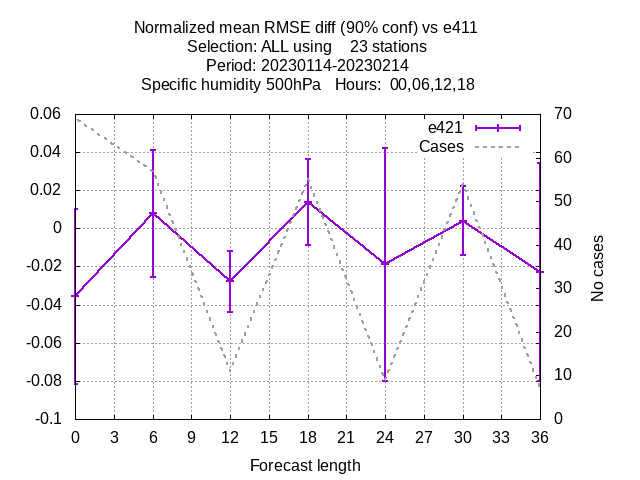 Normalized mean RMSE diff (90% conf) vs e411
Selection: ALL using    23 stations
Period: 20230114-20230214
Specific humidity 500hPa   Hours:  00,06,12,18
e421
Cases
0.06
0.04
0.02
0
-0.02
-0.04
-0.06
-0.08
-0.1
70
60
50
40
30
20
10
0
No cases
0 3 6 9 12 15 18 21 24 27 30 33 36
Forecast length